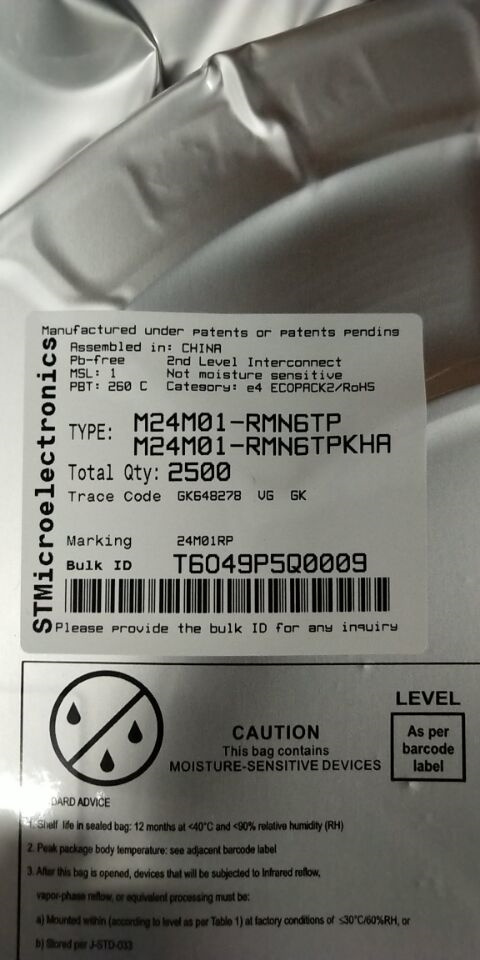 Manufactured under patents or patents pending
STMicroelectronics
Assembled in: CHINA
Pb-free 2nd Level Interconnect
MSL: 1 Not moisture sensitive
PBT: 260 C Category: e4 ECOPACK2/RoHS
TYPE: M24M01-RMN6TP
M24M01-RMN6TPKHA
Total Qty: 2500
Trace Code GK648278 VG GK
Marking 24M01RP
Bulk ID T6O49P5Q0009
Please provide the bulk ID for any inquiry
LEVEL
CAUTION
This bag contains
MOISTURE-SENSITIVE DEVICES
As per
barcode
label
DARD ADVICE
1. Shelf life in sealed bag: 12 months at <40°C and <90% relative humidity (RH)
2. Peak package body temperature: see adjacent barcode label
3. After this bag is opened, devices that will be subjected to Infrared reflow,
vapor-phase reflow, or equivalent processing must be:
a) Mounted within (according to level as per Table 1) at factory conditions of ≤30°C/60%RH, or
b) Stored per J-STD-033